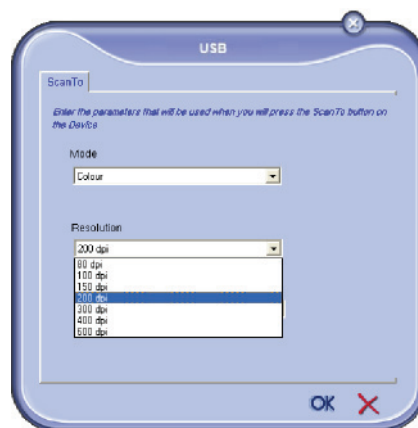 USB
ScanTo
Enter the parameters that will be used when you will press the ScanTo button on
the Device
Mode
Colour
Resolution
200 dpi
80 dpi
100 dpi
150 dpi
200 dpi
300 dpi
400 dpi
600 dpi
OK